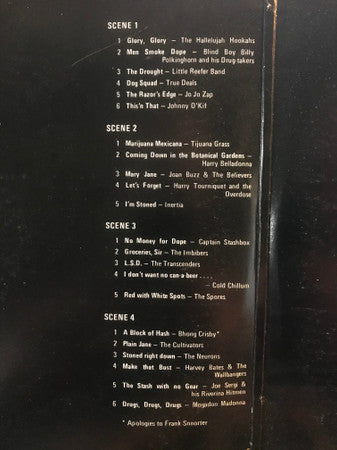 SCENE 1
1 Glory, Glory – The Hallelujah Hookahs
2 Men Smoke Dope – Blind Boy Billy
Polkinghorn and his Drug-takers
3 The Drought – Little Reefer Band
4 Dog Squad – True Deals
5 The Razor's Edge – Jo Jo Zap
6 This'n That – Johnny O'Kit
SCENE 2
1 Marijuana Mexicana – Tijuana Grass
2 Coming Down in the Botanical Gardens –
Harry Belladonna
3 Mary Jane – Joan Buzz & The Believers
4 Let's Forget – Harry Tourniquet and the
Overdose
5 I'm Stoned – Inertia
SCENE 3
1 No Money for Dope – Captain Stashbox
2 Groceries, Sir – The Imbibers
3 L.S.D. – The Transcenders
4 I don't want no can-a-beer ....
– Cold Chillum
5 Red with White Spots – The Spores
SCENE 4
1 A Block of Hash – Bhong Crisby*
2 Plain Jane – The Cultivators
3 Stoned right down – The Neurons
4 Make that Bust – Harvey Bates & The
Wallbangers
5 The Stash with no Gear – Joe Sergi &
his Riverina Hitmen
6 Drugs, Drugs, Drugs – Mogadon Madonna
* Apologies to Frank Snorter